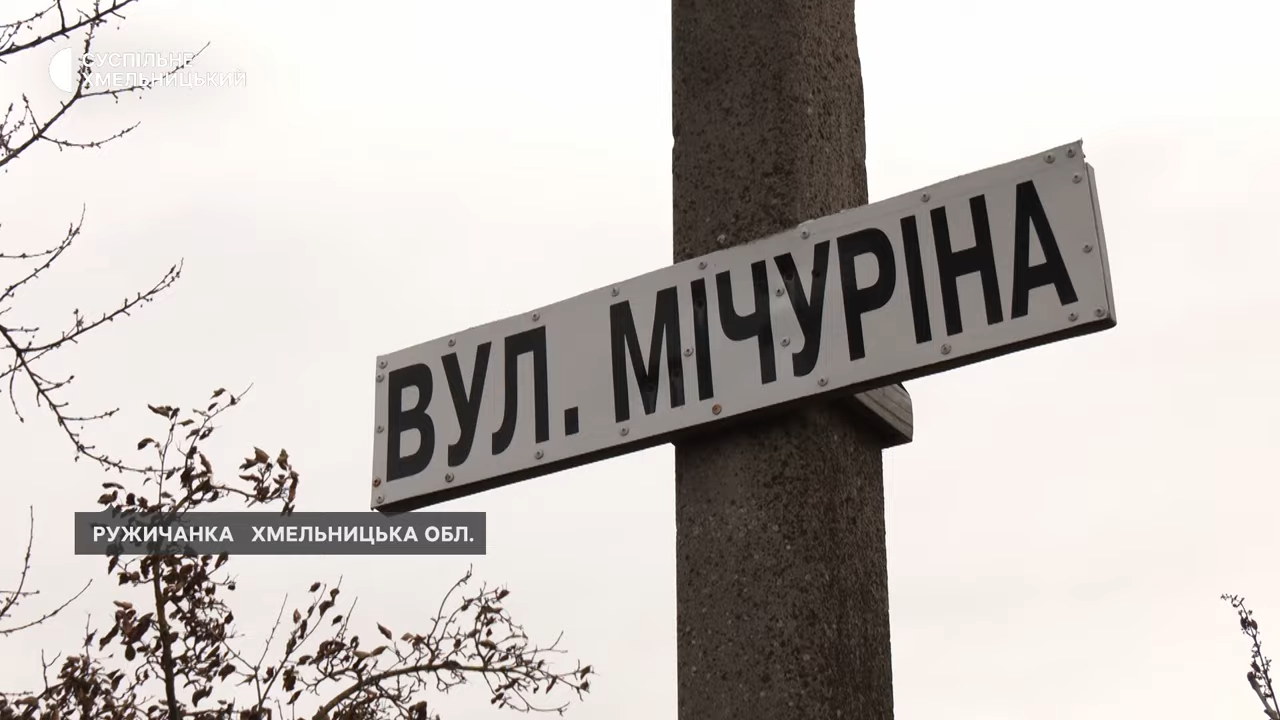 СУСПІЛЬНЕ
ХМЕЛЬНИЦЬКИЙ
ВУЛ. МІЧУРІНА
РУЖИЧАНКА ХМЕЛЬНИЦЬКА ОБЛ.